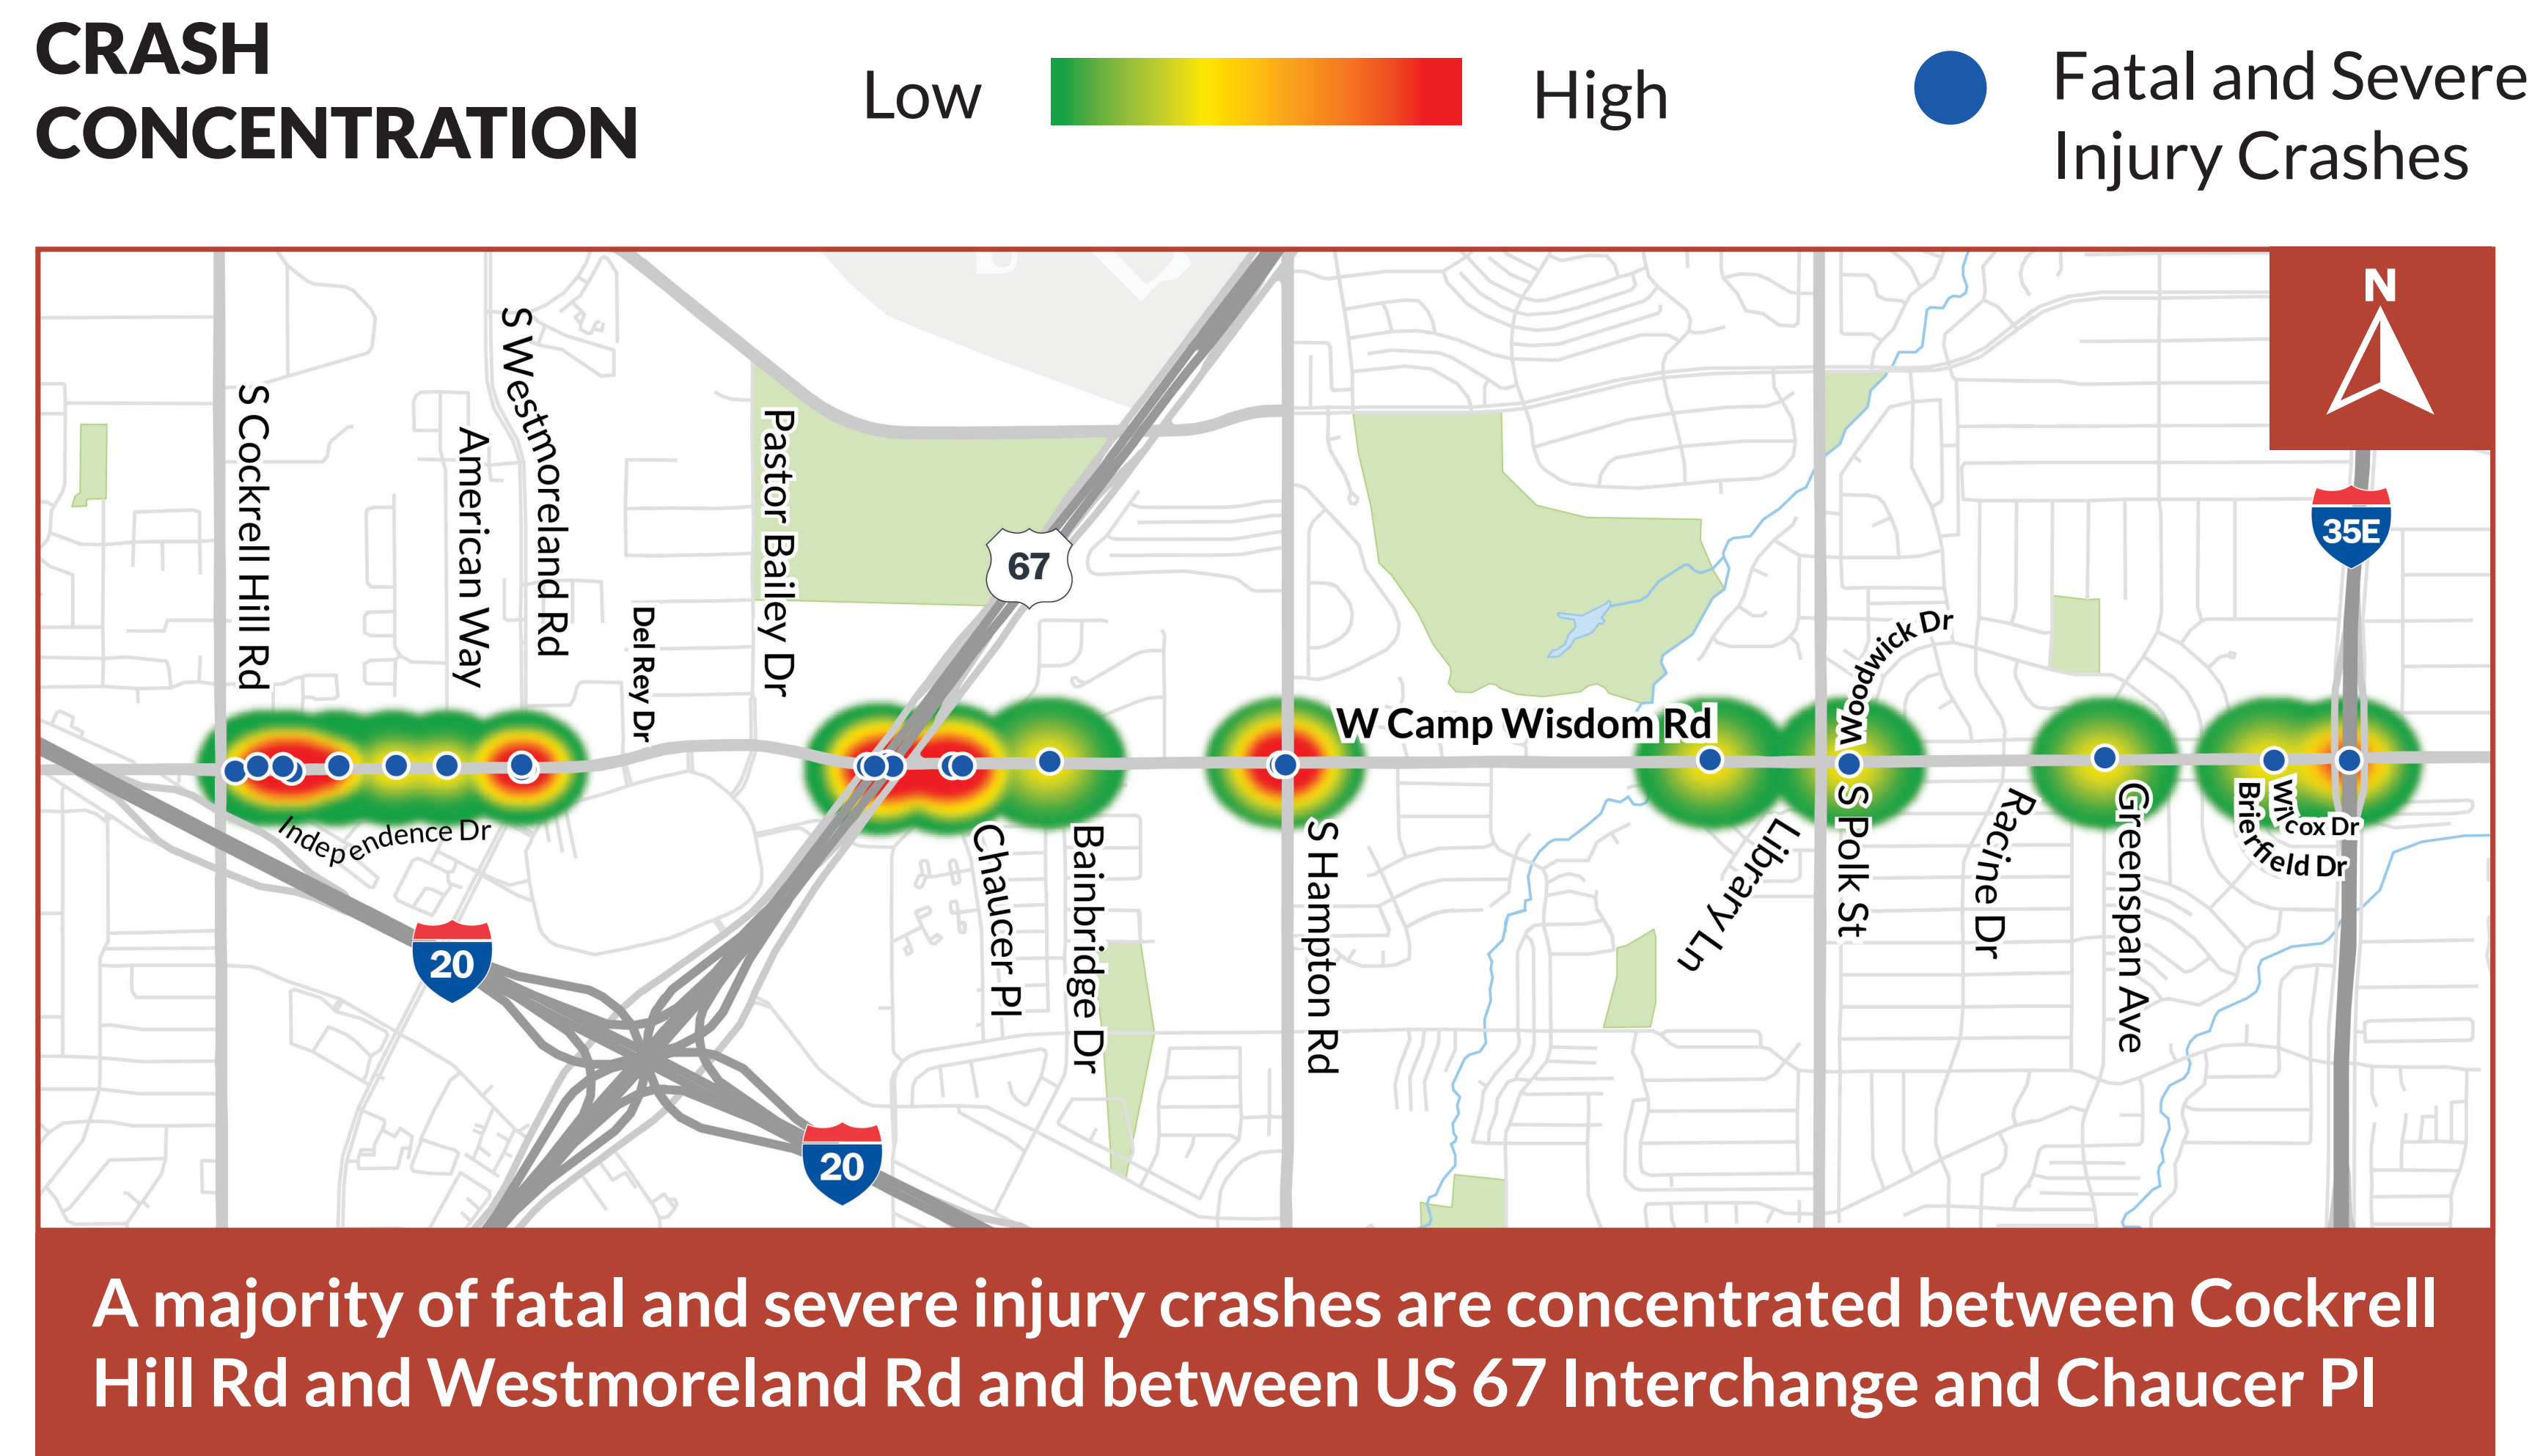 CRASH
CONCENTRATION
Low
High
Fatal and Severe
Injury Crashes
N
S Cockrell Hill Rd
American Way
S Westmoreland Rd
Del Rey Dr
Pastor Bailey Dr
67
35E
W Camp Wisdom Rd
Woodwick Dr
Independence Dr
Chaucer Pl
Bainbridge Dr
S Hampton Rd
Library Ln
S Polk St
Racine Dr
Greenspan Ave
Wilcox Dr
Brierfield Dr
20
20
A majority of fatal and severe injury crashes are concentrated between Cockrell
Hill Rd and Westmoreland Rd and between US 67 Interchange and Chaucer Pl